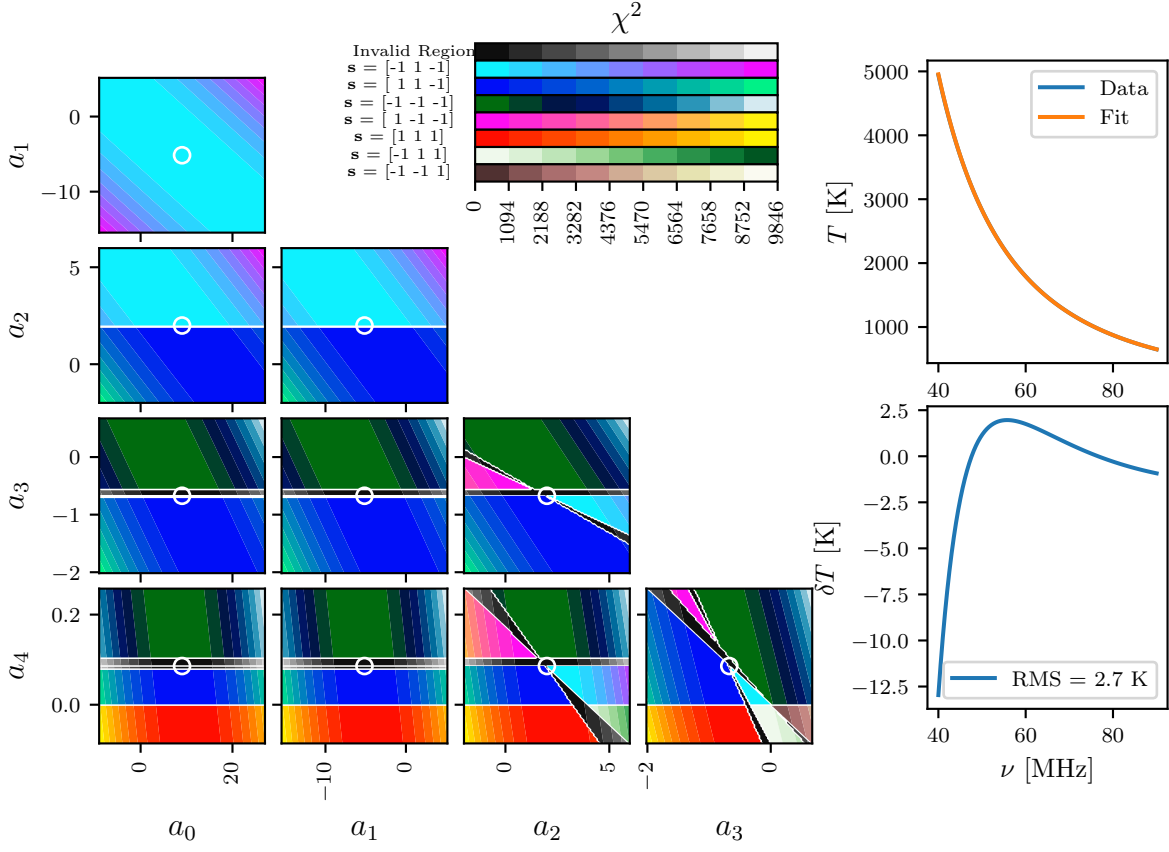 χ²
Invalid Region
s = [-1 1 -1]
s = [ 1 1 -1]
s = [-1 -1 -1]
s = [ 1 -1 -1]
s = [1 1 1]
s = [-1 1 1]
s = [-1 -1 1]
0 1094 2188 3282 4376 5470 6564 7658 8752 9846
a₁
0
−10
a₂
5
0
a₃
0
−1
−2
a₄
0.2
0.0
0 20
−10 0
0 5
−2 0
a₀ a₁ a₂ a₃
T [K]
5000
4000
3000
2000
1000
Data
Fit
40 60 80
δT [K]
2.5
0.0
−2.5
−5.0
−7.5
−10.0
−12.5
RMS = 2.7 K
40 60 80
ν [MHz]